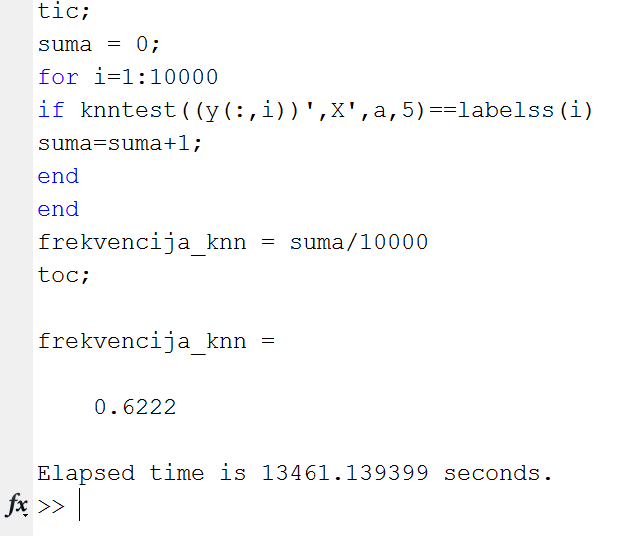 tic;
suma = 0;
for i=1:10000
if knntest((y(:,i))',X',a,5)==labelss(i)
suma=suma+1;
end
end
frekvencija_knn = suma/10000
toc;
frekvencija_knn =
0.6222
Elapsed time is 13461.139399 seconds.
fx >>